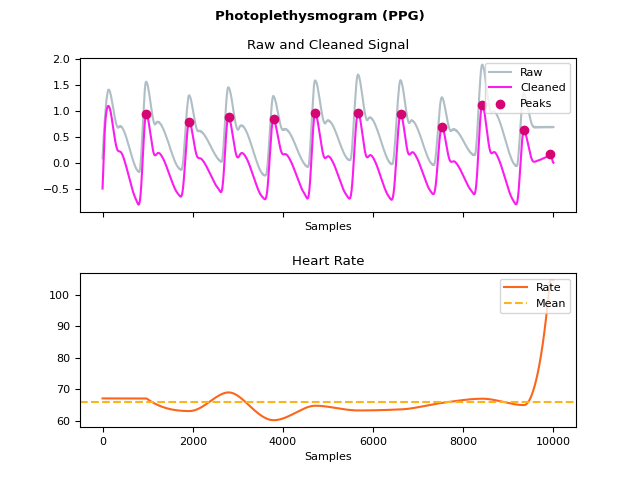 Photoplethysmogram (PPG)
Raw and Cleaned Signal
2.0
1.5
1.0
0.5
0.0
−0.5
Raw
Cleaned
Peaks
Samples
Heart Rate
100
90
80
70
60
Rate
Mean
0
2000
4000
6000
8000
10000
Samples